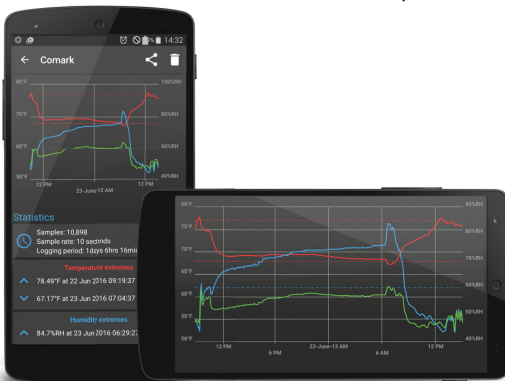 14:32
Comark
80°F 100%RH
70°F 80%RH
60°F 60%RH
50°F 40%RH
12 PM 23-June 12 AM 12 PM
Statistics
Samples: 10,898
Sample rate: 10 seconds
Logging period: 1days 6hrs 16min
Temperature extremes
78.49°F at 22 Jun 2016 09:19:37
67.17°F at 23 Jun 2016 07:04:37
Humidity extremes
84.7%RH at 23 Jun 2016 06:29:27
80°F 90%RH
75°F 80%RH
70°F 70%RH
65°F 60%RH
60°F
55°F 50%RH
50°F 40%RH
12 PM 6 PM 23-June-12 AM 6 AM 12 PM